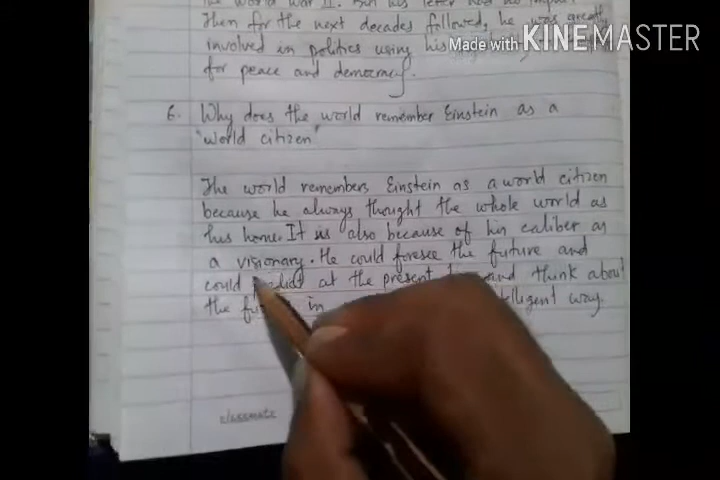 the World War II. But his letter had no impact
Then for the next decades followed, he was greatly
involved in politics using his
Made with KINEMASTER
for peace and democracy.
6. Why does the world remember Einstein as a
"world citizen"
The world remembers Einstein as a world citizen
because he always thought the whole world as
his home. It is also because of his caliber as
a visionary. He could foresee the future and
could predict at the present and think about
the in intelligent way.
classmate